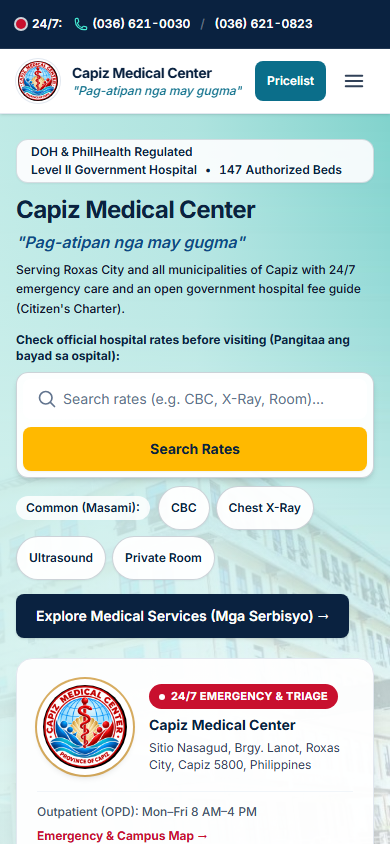 24/7: (036) 621-0030 / (036) 621-0823
Capiz Medical Center
"Pag-atipan nga may gugma"
Pricelist
DOH & PhilHealth Regulated
Level II Government Hospital • 147 Authorized Beds
Capiz Medical Center
"Pag-atipan nga may gugma"
Serving Roxas City and all municipalities of Capiz with 24/7
emergency care and an open government hospital fee guide
(Citizen's Charter).
Check official hospital rates before visiting (Pangitaa ang
bayad sa ospital):
Search rates (e.g. CBC, X-Ray, Room)...
Search Rates
Common (Masami):
CBC
Chest X-Ray
Ultrasound
Private Room
Explore Medical Services (Mga Serbisyo) →
CAPIZ MEDICAL CENTER
PROVINCE OF CAPIZ
24/7 EMERGENCY & TRIAGE
Capiz Medical Center
Sitio Nasagud, Brgy. Lanot, Roxas
City, Capiz 5800, Philippines
Outpatient (OPD): Mon–Fri 8 AM–4 PM
Emergency & Campus Map →